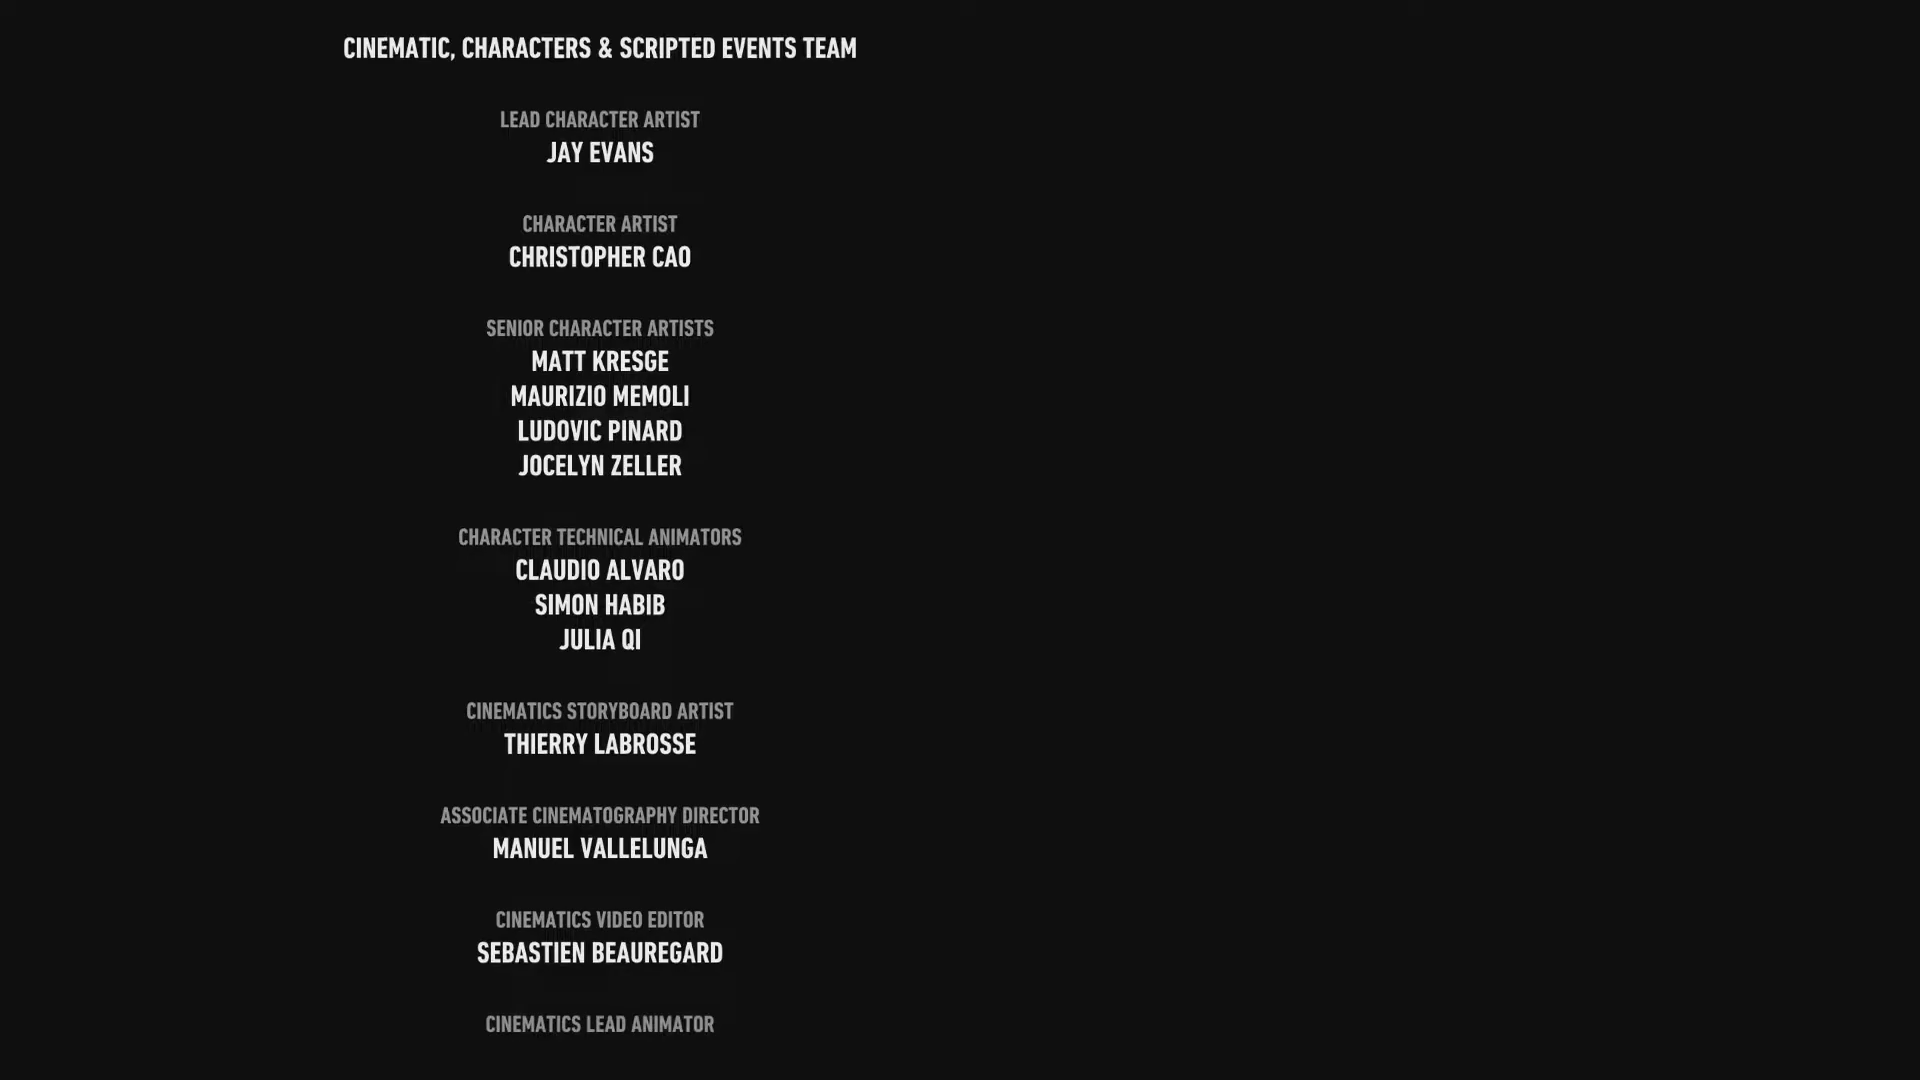 CINEMATIC, CHARACTERS & SCRIPTED EVENTS TEAM
LEAD CHARACTER ARTIST
JAY EVANS
CHARACTER ARTIST
CHRISTOPHER CAO
SENIOR CHARACTER ARTISTS
MATT KRESGE
MAURIZIO MEMOLI
LUDOVIC PINARD
JOCELYN ZELLER
CHARACTER TECHNICAL ANIMATORS
CLAUDIO ALVARO
SIMON HABIB
JULIA QI
CINEMATICS STORYBOARD ARTIST
THIERRY LABROSSE
ASSOCIATE CINEMATOGRAPHY DIRECTOR
MANUEL VALLELUNGA
CINEMATICS VIDEO EDITOR
SEBASTIEN BEAUREGARD
CINEMATICS LEAD ANIMATOR